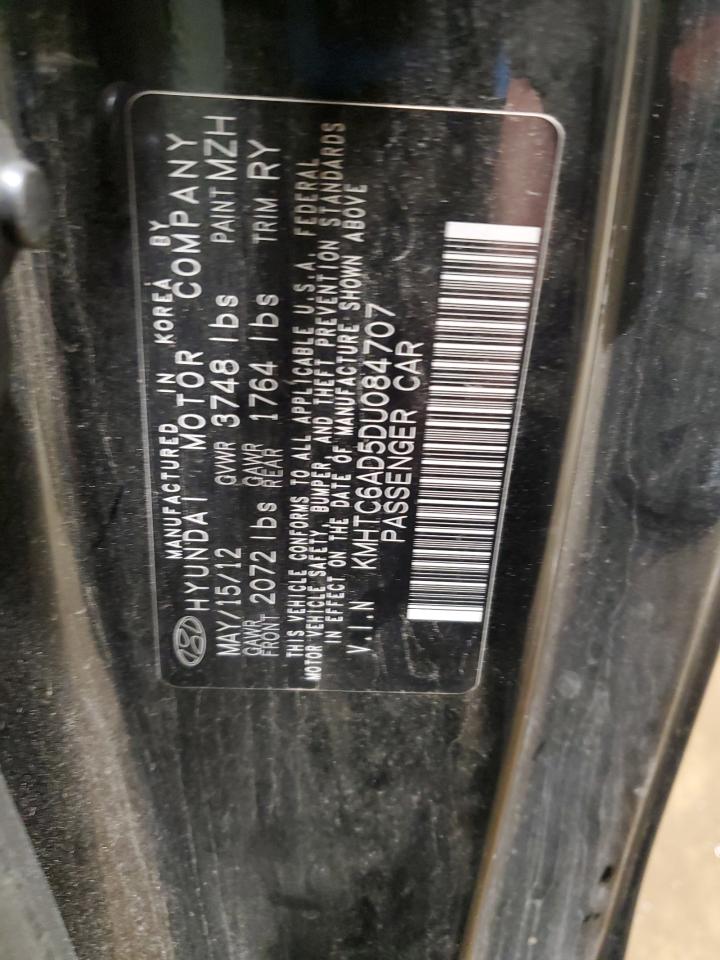 MANUFACTURED IN KOREA BY
HYUNDAI MOTOR COMPANY
MAY/15/12 GVWR 3748 lbs PAINT MZH
GAWR FRONT 2072 lbs GAWR REAR 1764 lbs TRIM RY
THIS VEHICLE CONFORMS TO ALL APPLICABLE U.S.A. FEDERAL
MOTOR VEHICLE SAFETY, BUMPER, AND THEFT PREVENTION STANDARDS
IN EFFECT ON THE DATE OF MANUFACTURE SHOWN ABOVE
V.I.N KMHTC6AD5DU084707
PASSENGER CAR